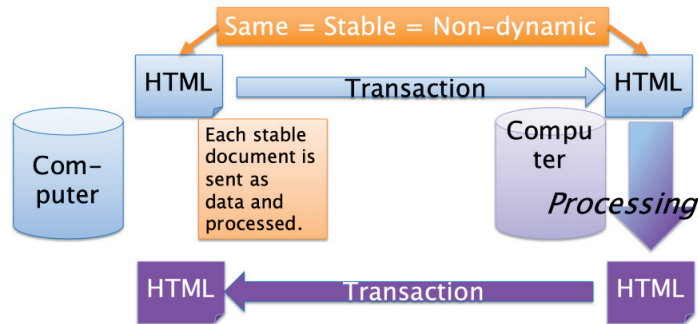 Same = Stable = Non-dynamic
HTML
Transaction
HTML
Each stable
document is
sent as
data and
processed.
Com-
puter
Compu
ter
Processing
HTML
Transaction
HTML